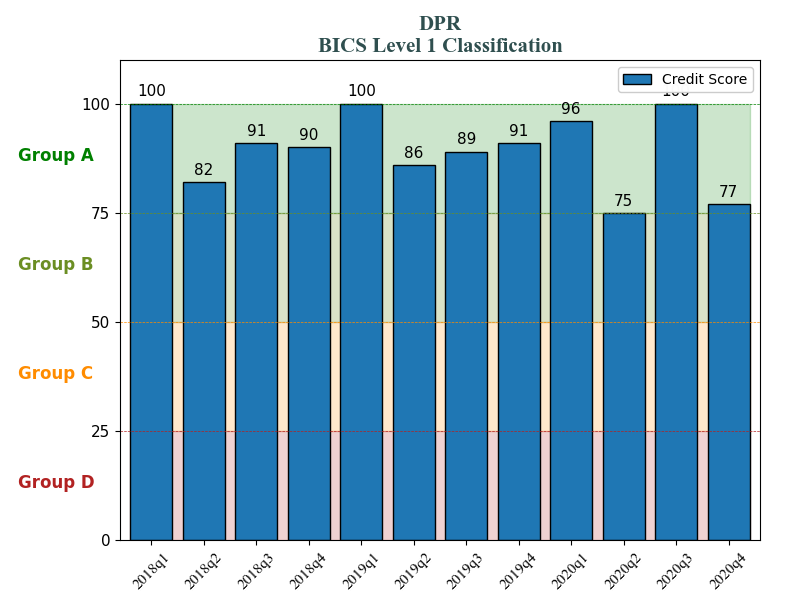 DPR
BICS Level 1 Classification
Credit Score
100
82
91
90
100
86
89
91
96
75
100
77
100
75
50
25
0
Group A
Group B
Group C
Group D
2018q1
2018q2
2018q3
2018q4
2019q1
2019q2
2019q3
2019q4
2020q1
2020q2
2020q3
2020q4